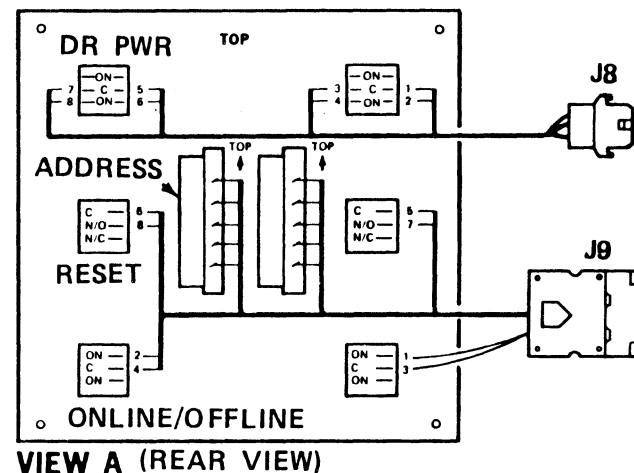 DR PWR TOP
J8
7 — ON — 5
8 C 6
— ON —
3 — ON — 1
4 C 2
— ON —
TOP TOP
ADDRESS
C — 6
N/O — 8
N/C —
C — 5
N/O — 7
N/C —
RESET
J9
ON — 2
C — 4
ON —
ON — 1
C — 3
ON —
ONLINE/OFFLINE
VIEW A (REAR VIEW)